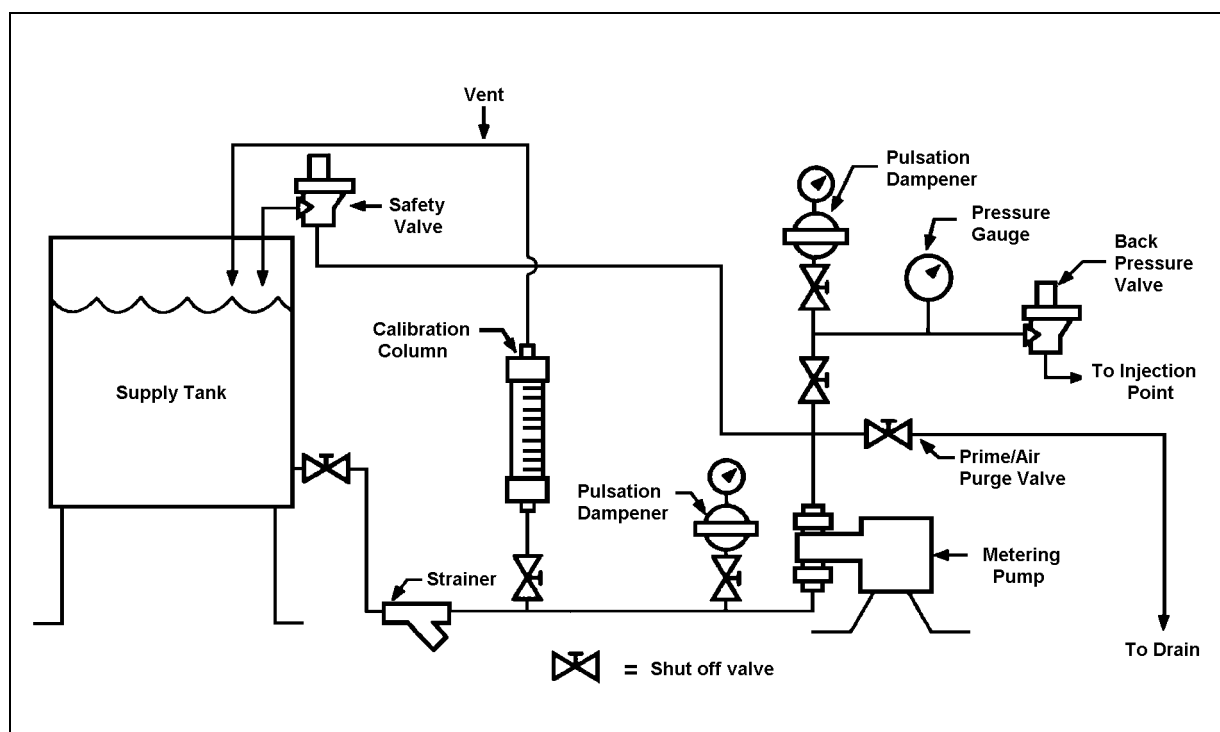 Vent
Pulsation
Dampener
Safety
Valve
Pressure
Gauge
Back
Pressure
Valve
Calibration
Column
Supply Tank
To Injection
Point
Prime/Air
Purge Valve
Pulsation
Dampener
Strainer
Metering
Pump
To Drain
= Shut off valve